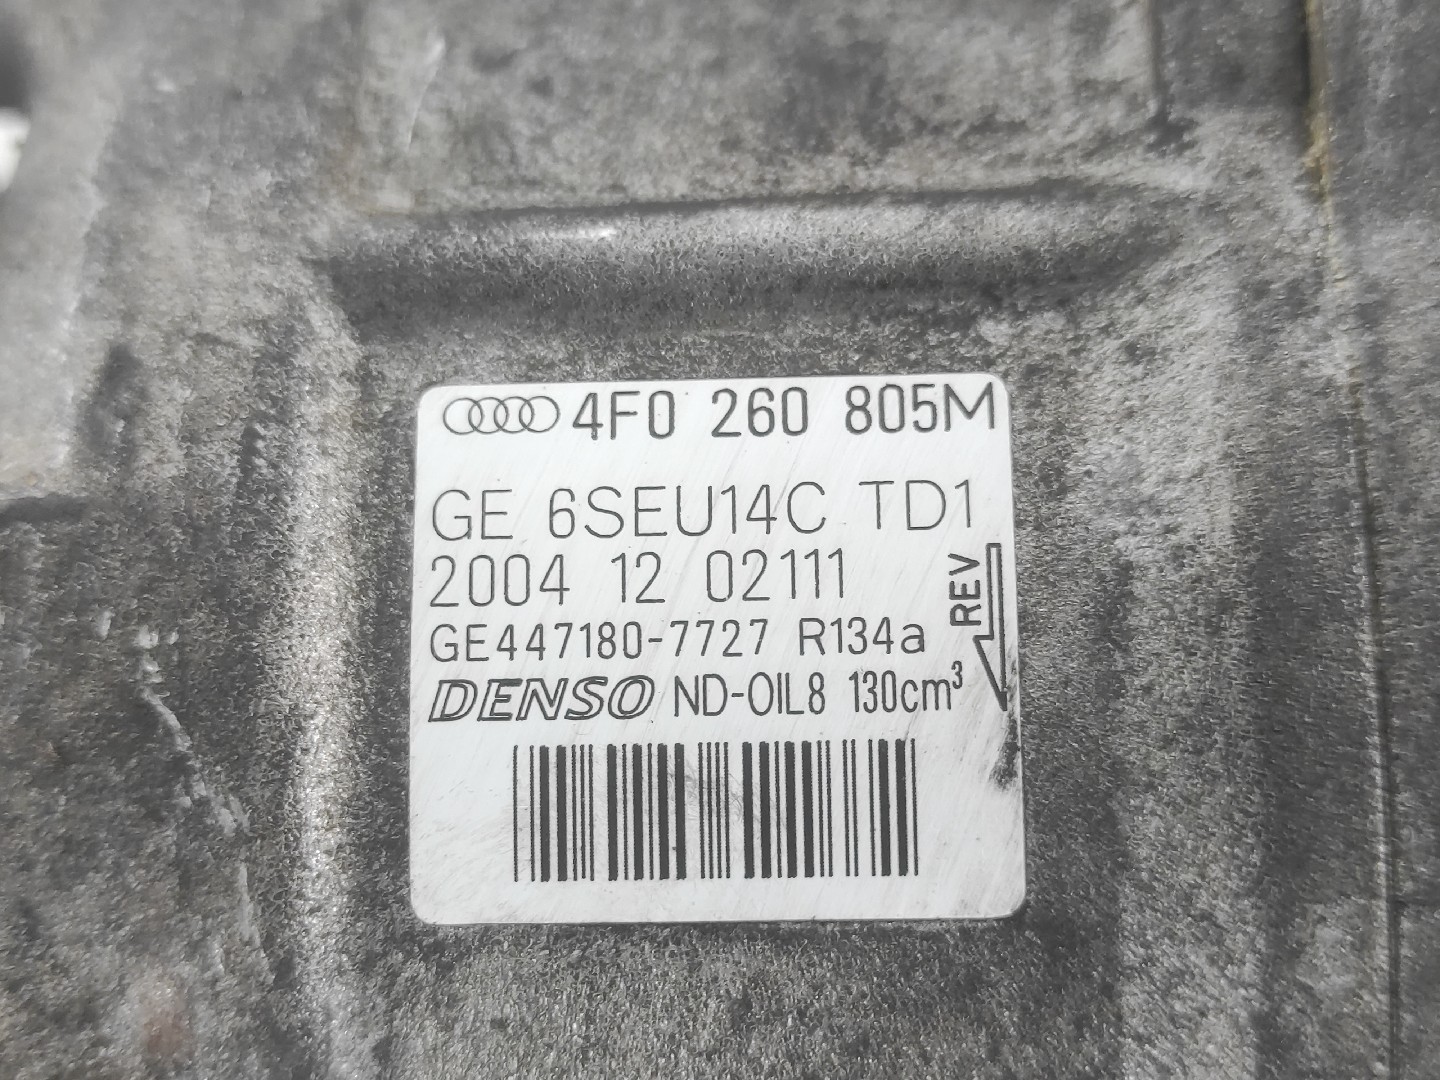 4F0 260 805M
GE 6SEU14C TD1
2004 12 02111
REV
GE447180-7727 R134a
DENSO ND-OIL8 130cm³